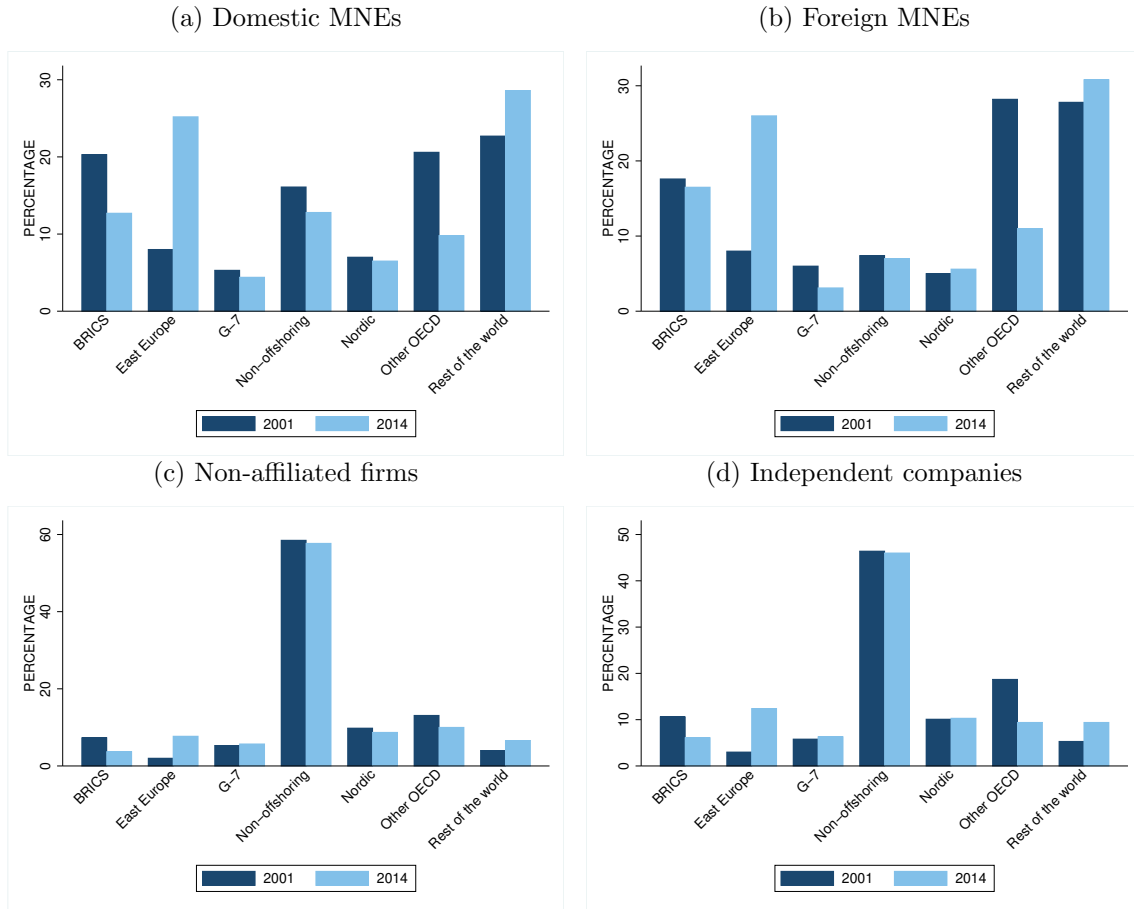 (a) Domestic MNEs
PERCENTAGE
30
20
10
0
BRICS
East Europe
G−7
Non−offshoring
Nordic
Other OECD
Rest of the world
2001 2014
(b) Foreign MNEs
PERCENTAGE
30
20
10
0
BRICS
East Europe
G−7
Non−offshoring
Nordic
Other OECD
Rest of the world
2001 2014
(c) Non-affiliated firms
PERCENTAGE
60
40
20
0
BRICS
East Europe
G−7
Non−offshoring
Nordic
Other OECD
Rest of the world
2001 2014
(d) Independent companies
PERCENTAGE
50
40
30
20
10
0
BRICS
East Europe
G−7
Non−offshoring
Nordic
Other OECD
Rest of the world
2001 2014